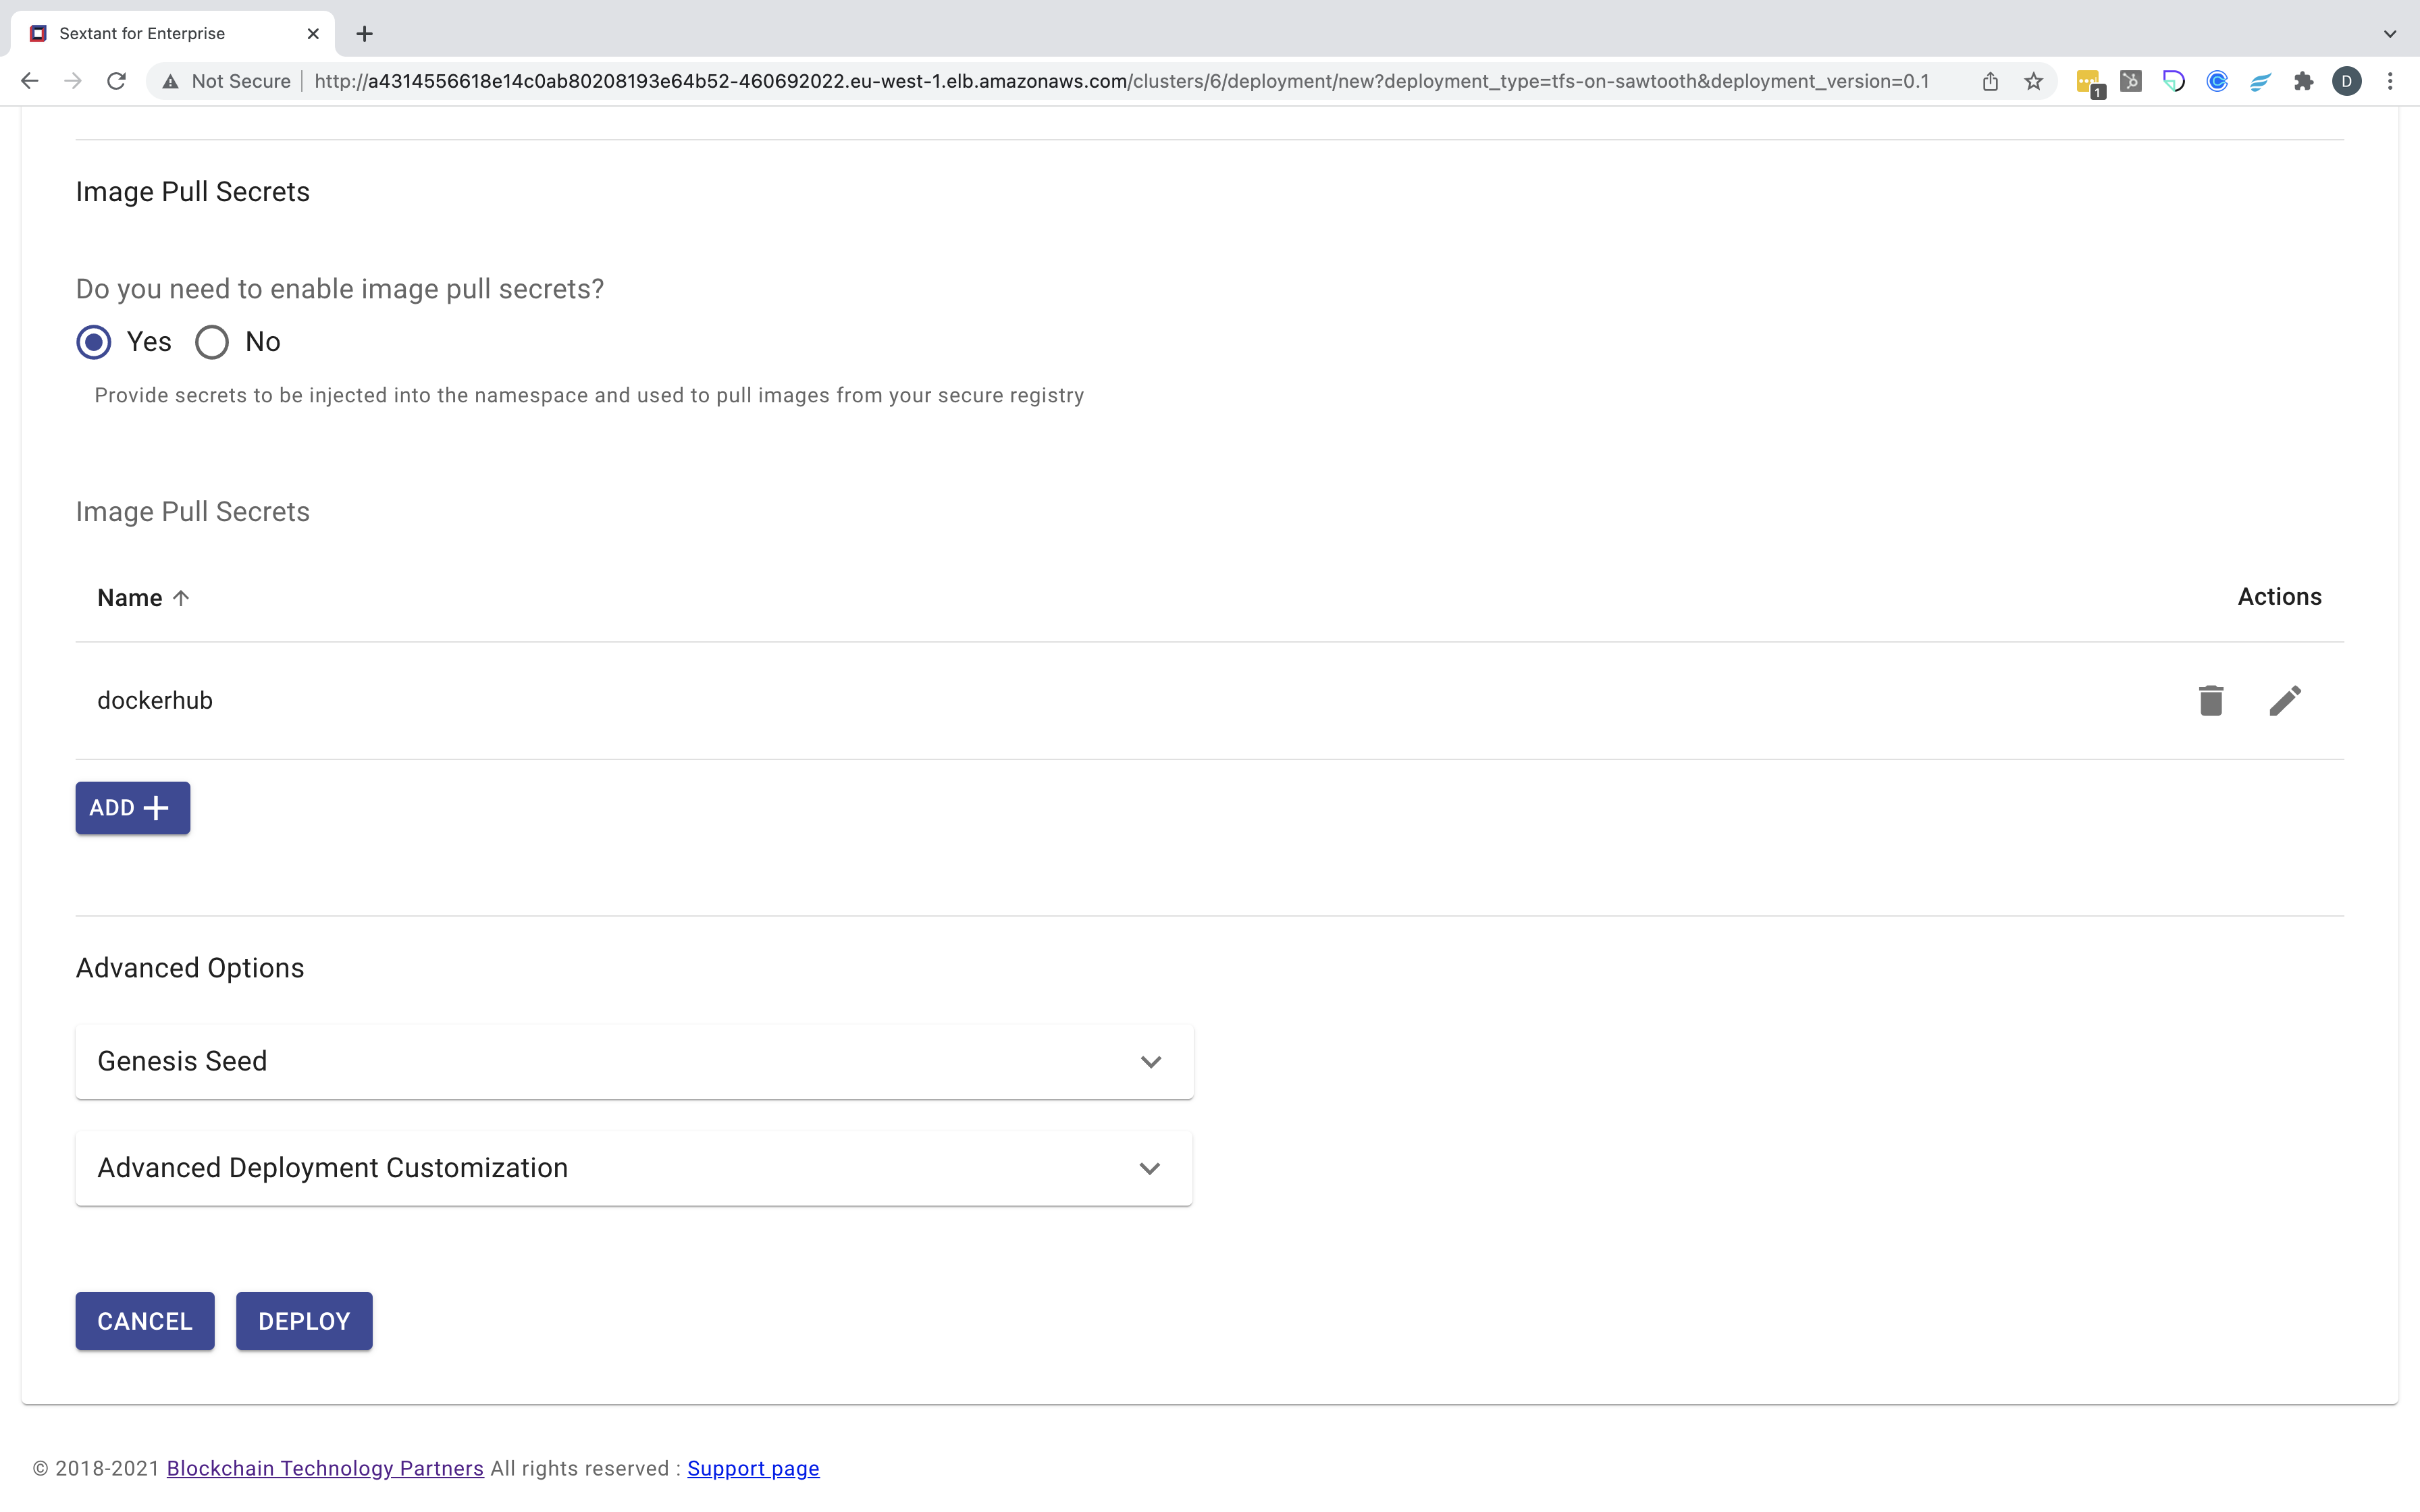 Sextant for Enterprise
Not Secure http://a4314556618e14c0ab80208193e64b52-460692022.eu-west-1.elb.amazonaws.com/clusters/6/deployment/new?deployment_type=tfs-on-sawtooth&deployment_version=0.1
1
D
Image Pull Secrets
Do you need to enable image pull secrets?
Yes No
Provide secrets to be injected into the namespace and used to pull images from your secure registry
Image Pull Secrets
Name Actions
dockerhub
ADD
Advanced Options
Genesis Seed
Advanced Deployment Customization
CANCEL DEPLOY
© 2018-2021 Blockchain Technology Partners All rights reserved : Support page